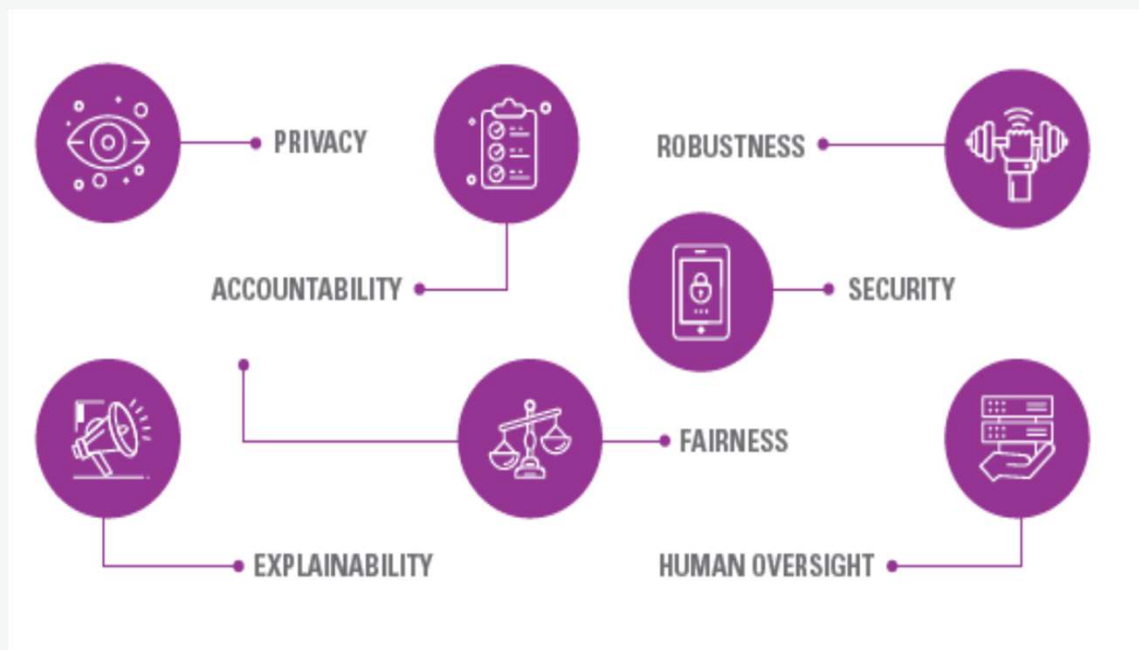 PRIVACY
ROBUSTNESS
ACCOUNTABILITY
SECURITY
FAIRNESS
EXPLAINABILITY
HUMAN OVERSIGHT